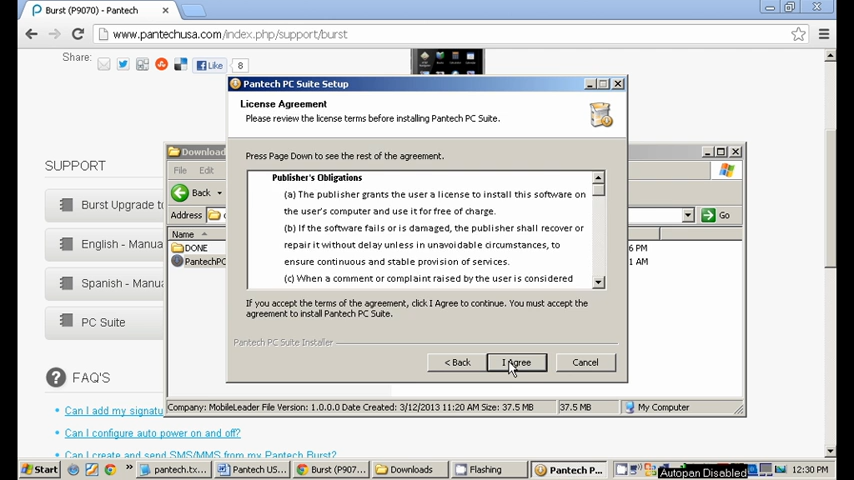 Burst (P9070) - Pantech
www.pantechusa.com/index.php/support/burst
Share:
Like
8
SUPPORT
Burst Upgrade to
English - Manua
Spanish - Manua
PC Suite
FAQ'S
Can I add my signatu
Can I configure auto power on and off?
Can I create and send SMS/MMS from my Pantech Burst?
Download
File
Edit
Back
Address
Go
Name
DONE
PantechPC
6 PM
1 AM
Pantech PC Suite Setup
License Agreement
Please review the license terms before installing Pantech PC Suite.
Press Page Down to see the rest of the agreement.
Publisher's Obligations
(a) The publisher grants the user a license to install this software on
the user's computer and use it for free of charge.
(b) If the software fails or is damaged, the publisher shall recover or
repair it without delay unless in unavoidable circumstances, to
ensure continuous and stable provision of services.
(c) When a comment or complaint raised by the user is considered
If you accept the terms of the agreement, click I Agree to continue. You must accept the
agreement to install Pantech PC Suite.
Pantech PC Suite Installer
< Back
I Agree
Cancel
Company: MobileLeader File Version: 1.0.0.0 Date Created: 3/12/2013 11:20 AM Size: 37.5 MB
37.5 MB
My Computer
Start
pantech.tx...
Pantech US...
Burst (P907...
Downloads
Flashing
Pantech P...
Autopan Disabled
12:30 PM